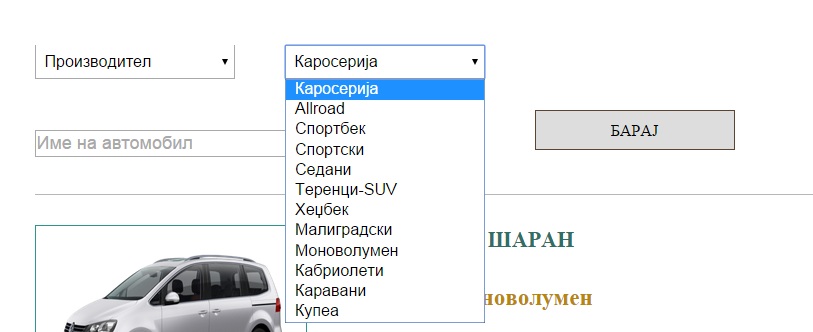 Производител
Каросерија
Каросерија
Allroad
Спортбек
Спортски
Седани
Теренци-SUV
Хеџбек
Малиградски
Моноволумен
Кабриолети
Каравани
Купеа
Име на автомобил
БАРАЈ
ШАРАН
новолумен